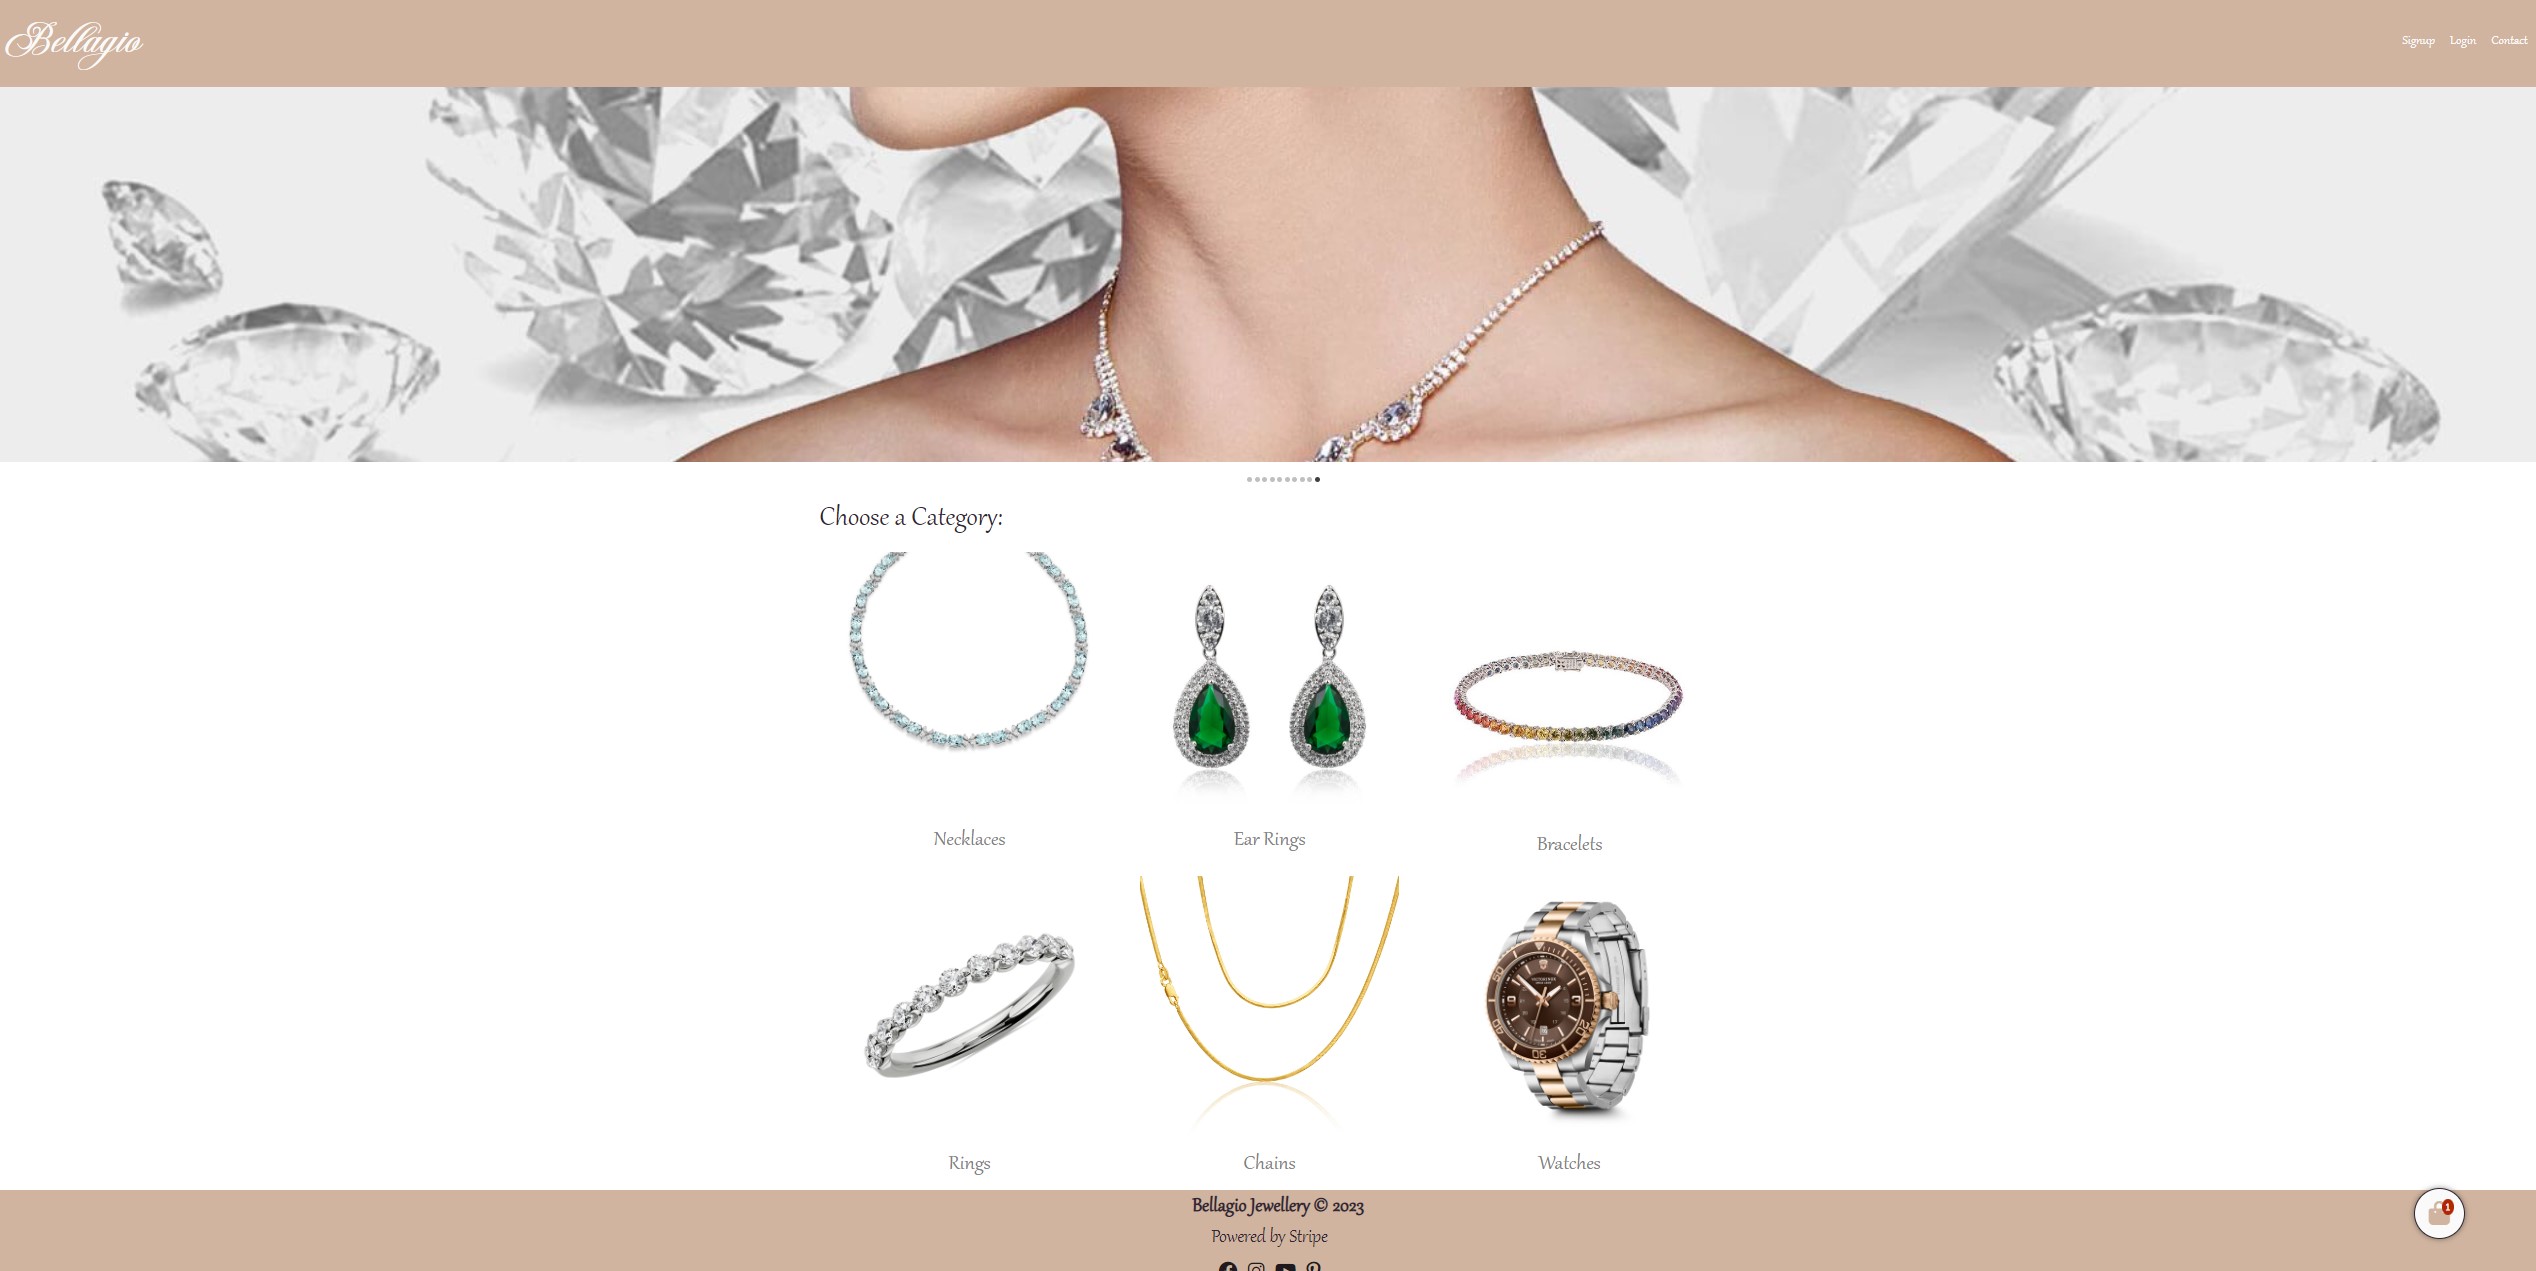 Bellagio
Signup Login Contact
Choose a Category:
Necklaces
Ear Rings
Bracelets
Rings
Chains
Watches
Bellagio Jewellery © 2023
1
Powered by Stripe